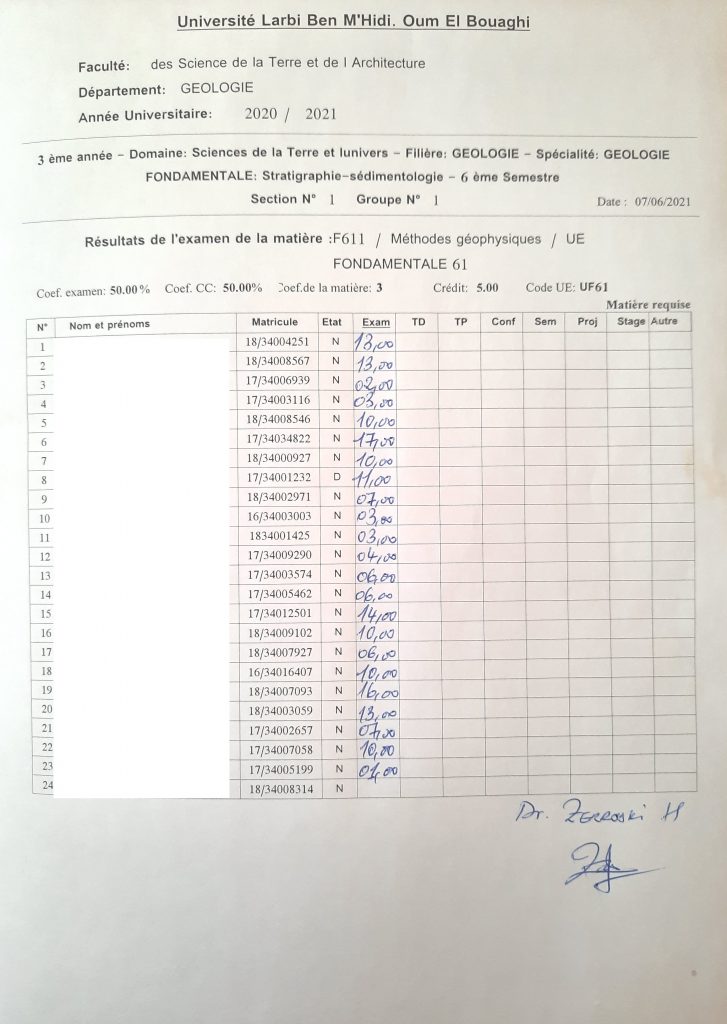 Université Larbi Ben M'Hidi. Oum El Bouaghi
Faculté: des Science de la Terre et de l Architecture
Département: GEOLOGIE
Année Universitaire: 2020 / 2021
3 ème année - Domaine: Sciences de la Terre et lunivers - Filière: GEOLOGIE - Spécialité: GEOLOGIE
FONDAMENTALE: Stratigraphie-sédimentologie - 6 ème Semestre
Section N° 1 Groupe N° 1 Date : 07/06/2021
Résultats de l'examen de la matière :F611 / Méthodes géophysiques / UE
FONDAMENTALE 61
Coef. examen: 50.00% Coef. CC: 50.00% Coef.de la matière: 3 Crédit: 5.00 Code UE: UF61
Matière requise
N° Nom et prénoms Matricule Etat Exam TD TP Conf Sem Proj Stage Autre
1 18/34004251 N 13,00
2 18/34008567 N 13,00
3 17/34006939 N 02,00
4 17/34003116 N 03,00
5 18/34008546 N 10,00
6 17/34034822 N 17,00
7 18/34000927 N 10,00
8 17/34001232 D 11,00
9 18/34002971 N 07,00
10 16/34003003 N 03,00
11 1834001425 N 03,00
12 17/34009290 N 04,00
13 17/34003574 N 06,00
14 17/34005462 N 06,00
15 17/34012501 N 14,00
16 18/34009102 N 10,00
17 18/34007927 N 06,00
18 16/34016407 N 10,00
19 18/34007093 N 16,00
20 18/34003059 N 13,00
21 17/34002657 N 07,00
22 17/34007058 N 10,00
23 17/34005199 N
24 18/34008314 N
Dr. ZERROSKI H